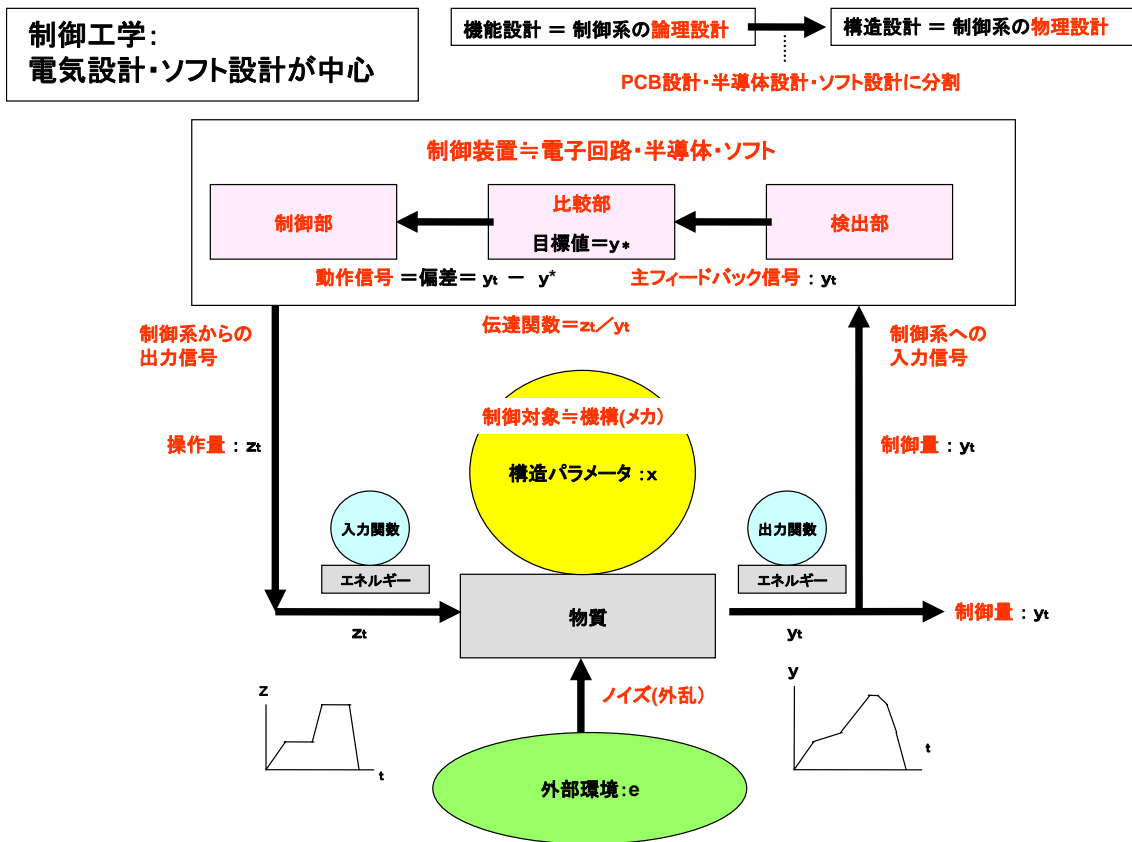 制御工学：
電気設計・ソフト設計が中心
機能設計 ＝ 制御系の論理設計
構造設計 ＝ 制御系の物理設計
PCB設計・半導体設計・ソフト設計に分割
制御装置≒電子回路・半導体・ソフト
制御部
比較部
目標値＝y*
検出部
動作信号 ＝偏差＝ yt － y*
主フィードバック信号 ： yt
制御系からの
出力信号
伝達関数＝zt／yt
制御系への
入力信号
制御対象≒機構(メカ）
操作量 ： zt
制御量 ： yt
構造パラメータ ：x
入力関数
出力関数
エネルギー
エネルギー
物質
zt
yt
制御量 ： yt
ノイズ(外乱）
z
t
y
t
外部環境：e